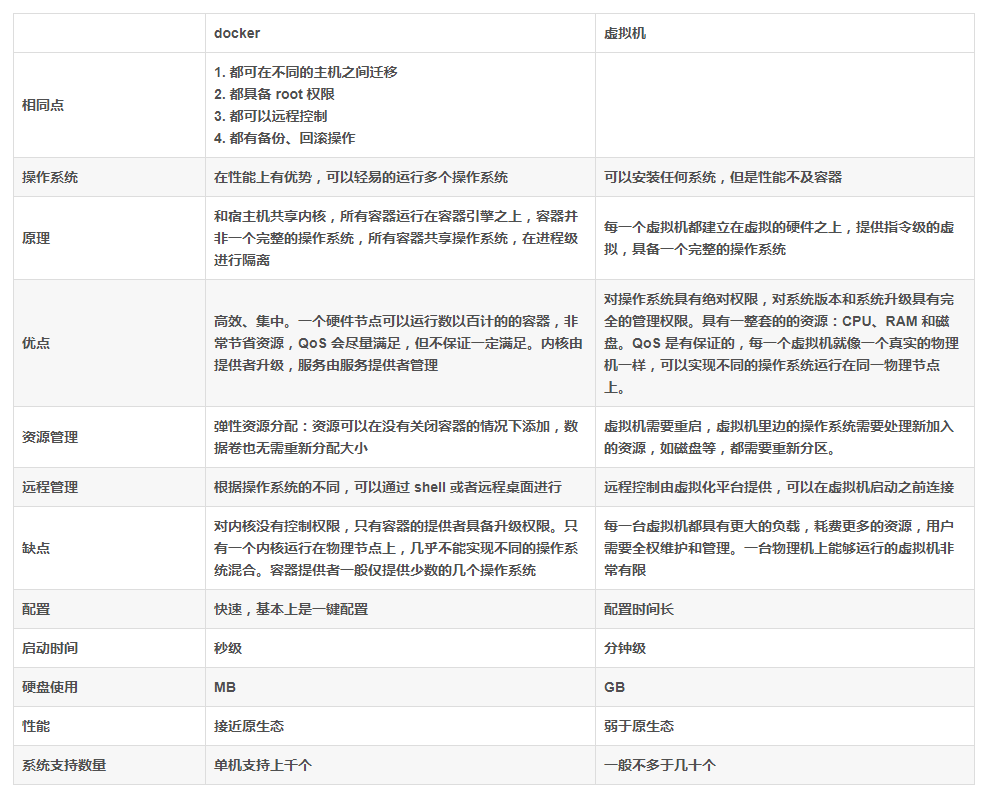 docker
虚拟机
相同点
1. 都可在不同的主机之间迁移
2. 都具备 root 权限
3. 都可以远程控制
4. 都有备份、回滚操作
操作系统
在性能上有优势，可以轻易的运行多个操作系统
可以安装任何系统，但是性能不及容器
原理
和宿主机共享内核，所有容器运行在容器引擎之上，容器并
非一个完整的操作系统，所有容器共享操作系统，在进程级
进行隔离
每一个虚拟机都建立在虚拟的硬件之上，提供指令级的虚
拟，具备一个完整的操作系统
优点
高效、集中。一个硬件节点可以运行数以百计的的容器，非
常节省资源，QoS 会尽量满足，但不保证一定满足。内核由
提供者升级，服务由服务提供者管理
对操作系统具有绝对权限，对系统版本和系统升级具有完
全的管理权限。具有一整套的的资源：CPU、RAM 和磁
盘。QoS 是有保证的，每一个虚拟机就像一个真实的物理
机一样，可以实现不同的操作系统运行在同一物理节点
上。
资源管理
弹性资源分配：资源可以在没有关闭容器的情况下添加，数
据卷也无需重新分配大小
虚拟机需要重启，虚拟机里边的操作系统需要处理新加入
的资源，如磁盘等，都需要重新分区。
远程管理
根据操作系统的不同，可以通过 shell 或者远程桌面进行
远程控制由虚拟化平台提供，可以在虚拟机启动之前连接
缺点
对内核没有控制权限，只有容器的提供者具备升级权限。只
有一个内核运行在物理节点上，几乎不能实现不同的操作系
统混合。容器提供者一般仅提供少数的几个操作系统
每一台虚拟机都具有更大的负载，耗费更多的资源，用户
需要全权维护和管理。一台物理机上能够运行的虚拟机非
常有限
配置
快速，基本上是一键配置
配置时间长
启动时间
秒级
分钟级
硬盘使用
MB
GB
性能
接近原生态
弱于原生态
系统支持数量
单机支持上千个
一般不多于几十个